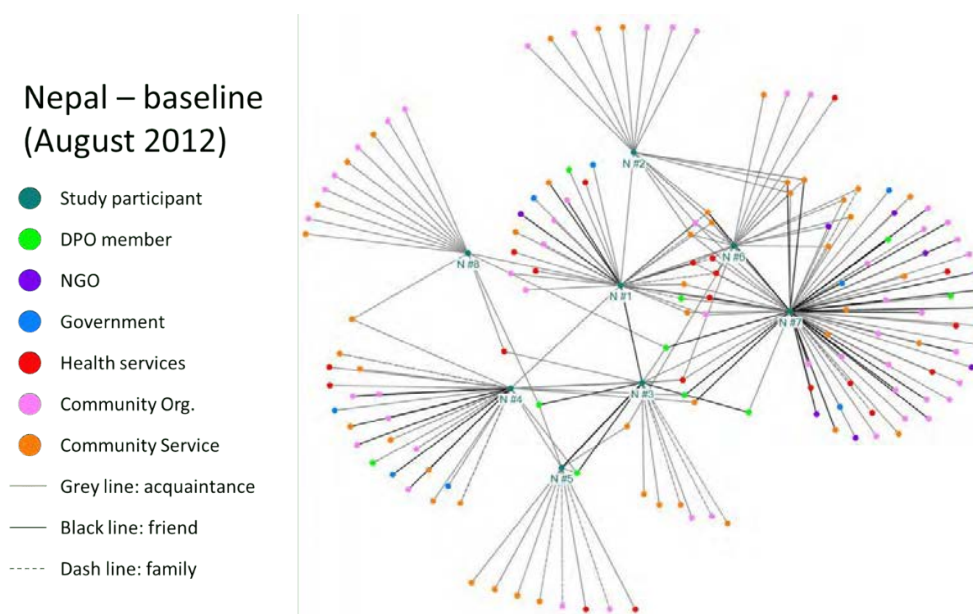 Nepal – baseline
(August 2012)
Study participant
DPO member
NGO
Government
Health services
Community Org.
Community Service
Grey line: acquaintance
Black line: friend
Dash line: family
N #2
N #6
N #8
N #1
N #7
N #4
N #3
N #5